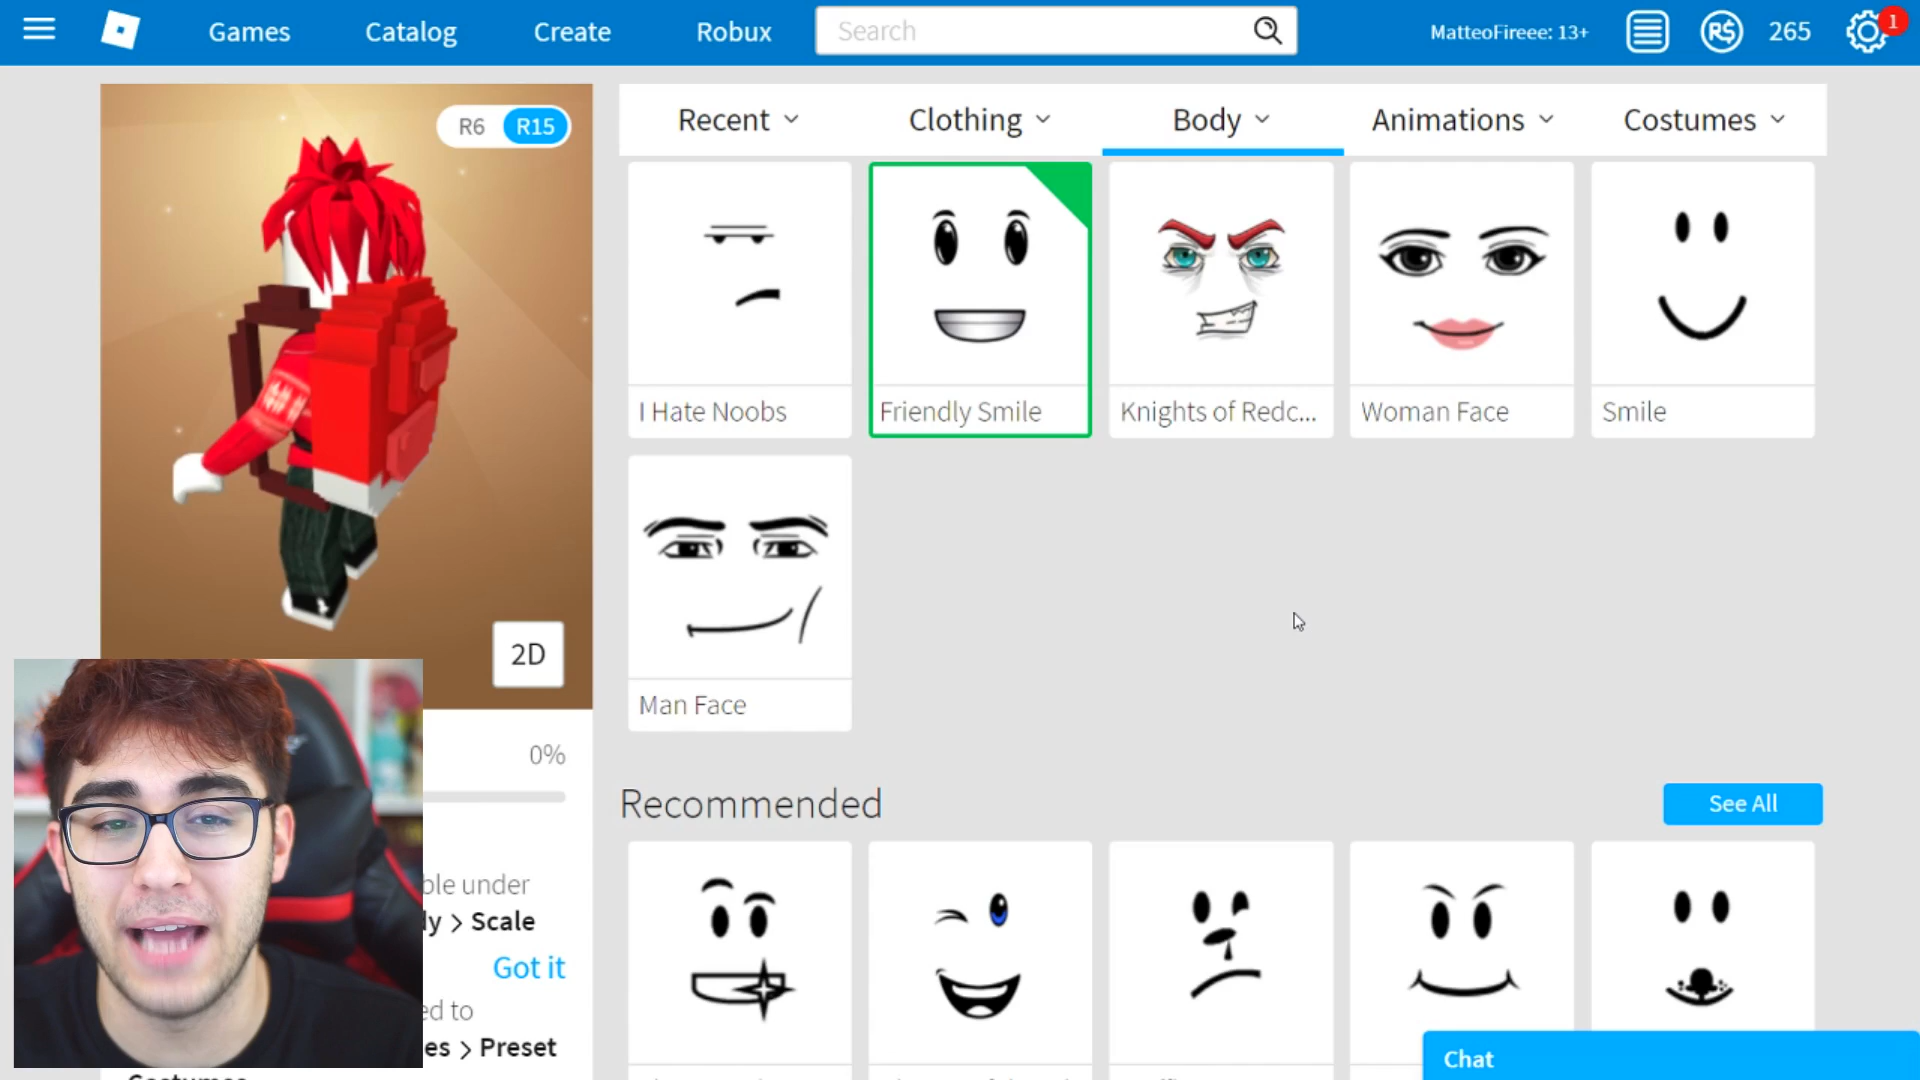 Games Catalog Create Robux Search MatteoFireee: 13+ R$ 265 1
R6 R15
Recent Clothing Body Animations Costumes
I Hate Noobs Friendly Smile Knights of Redc... Woman Face Smile
2D
Man Face
0%
Recommended See All
ble under
dy > Scale
Got it
ed to
es > Preset
Chat